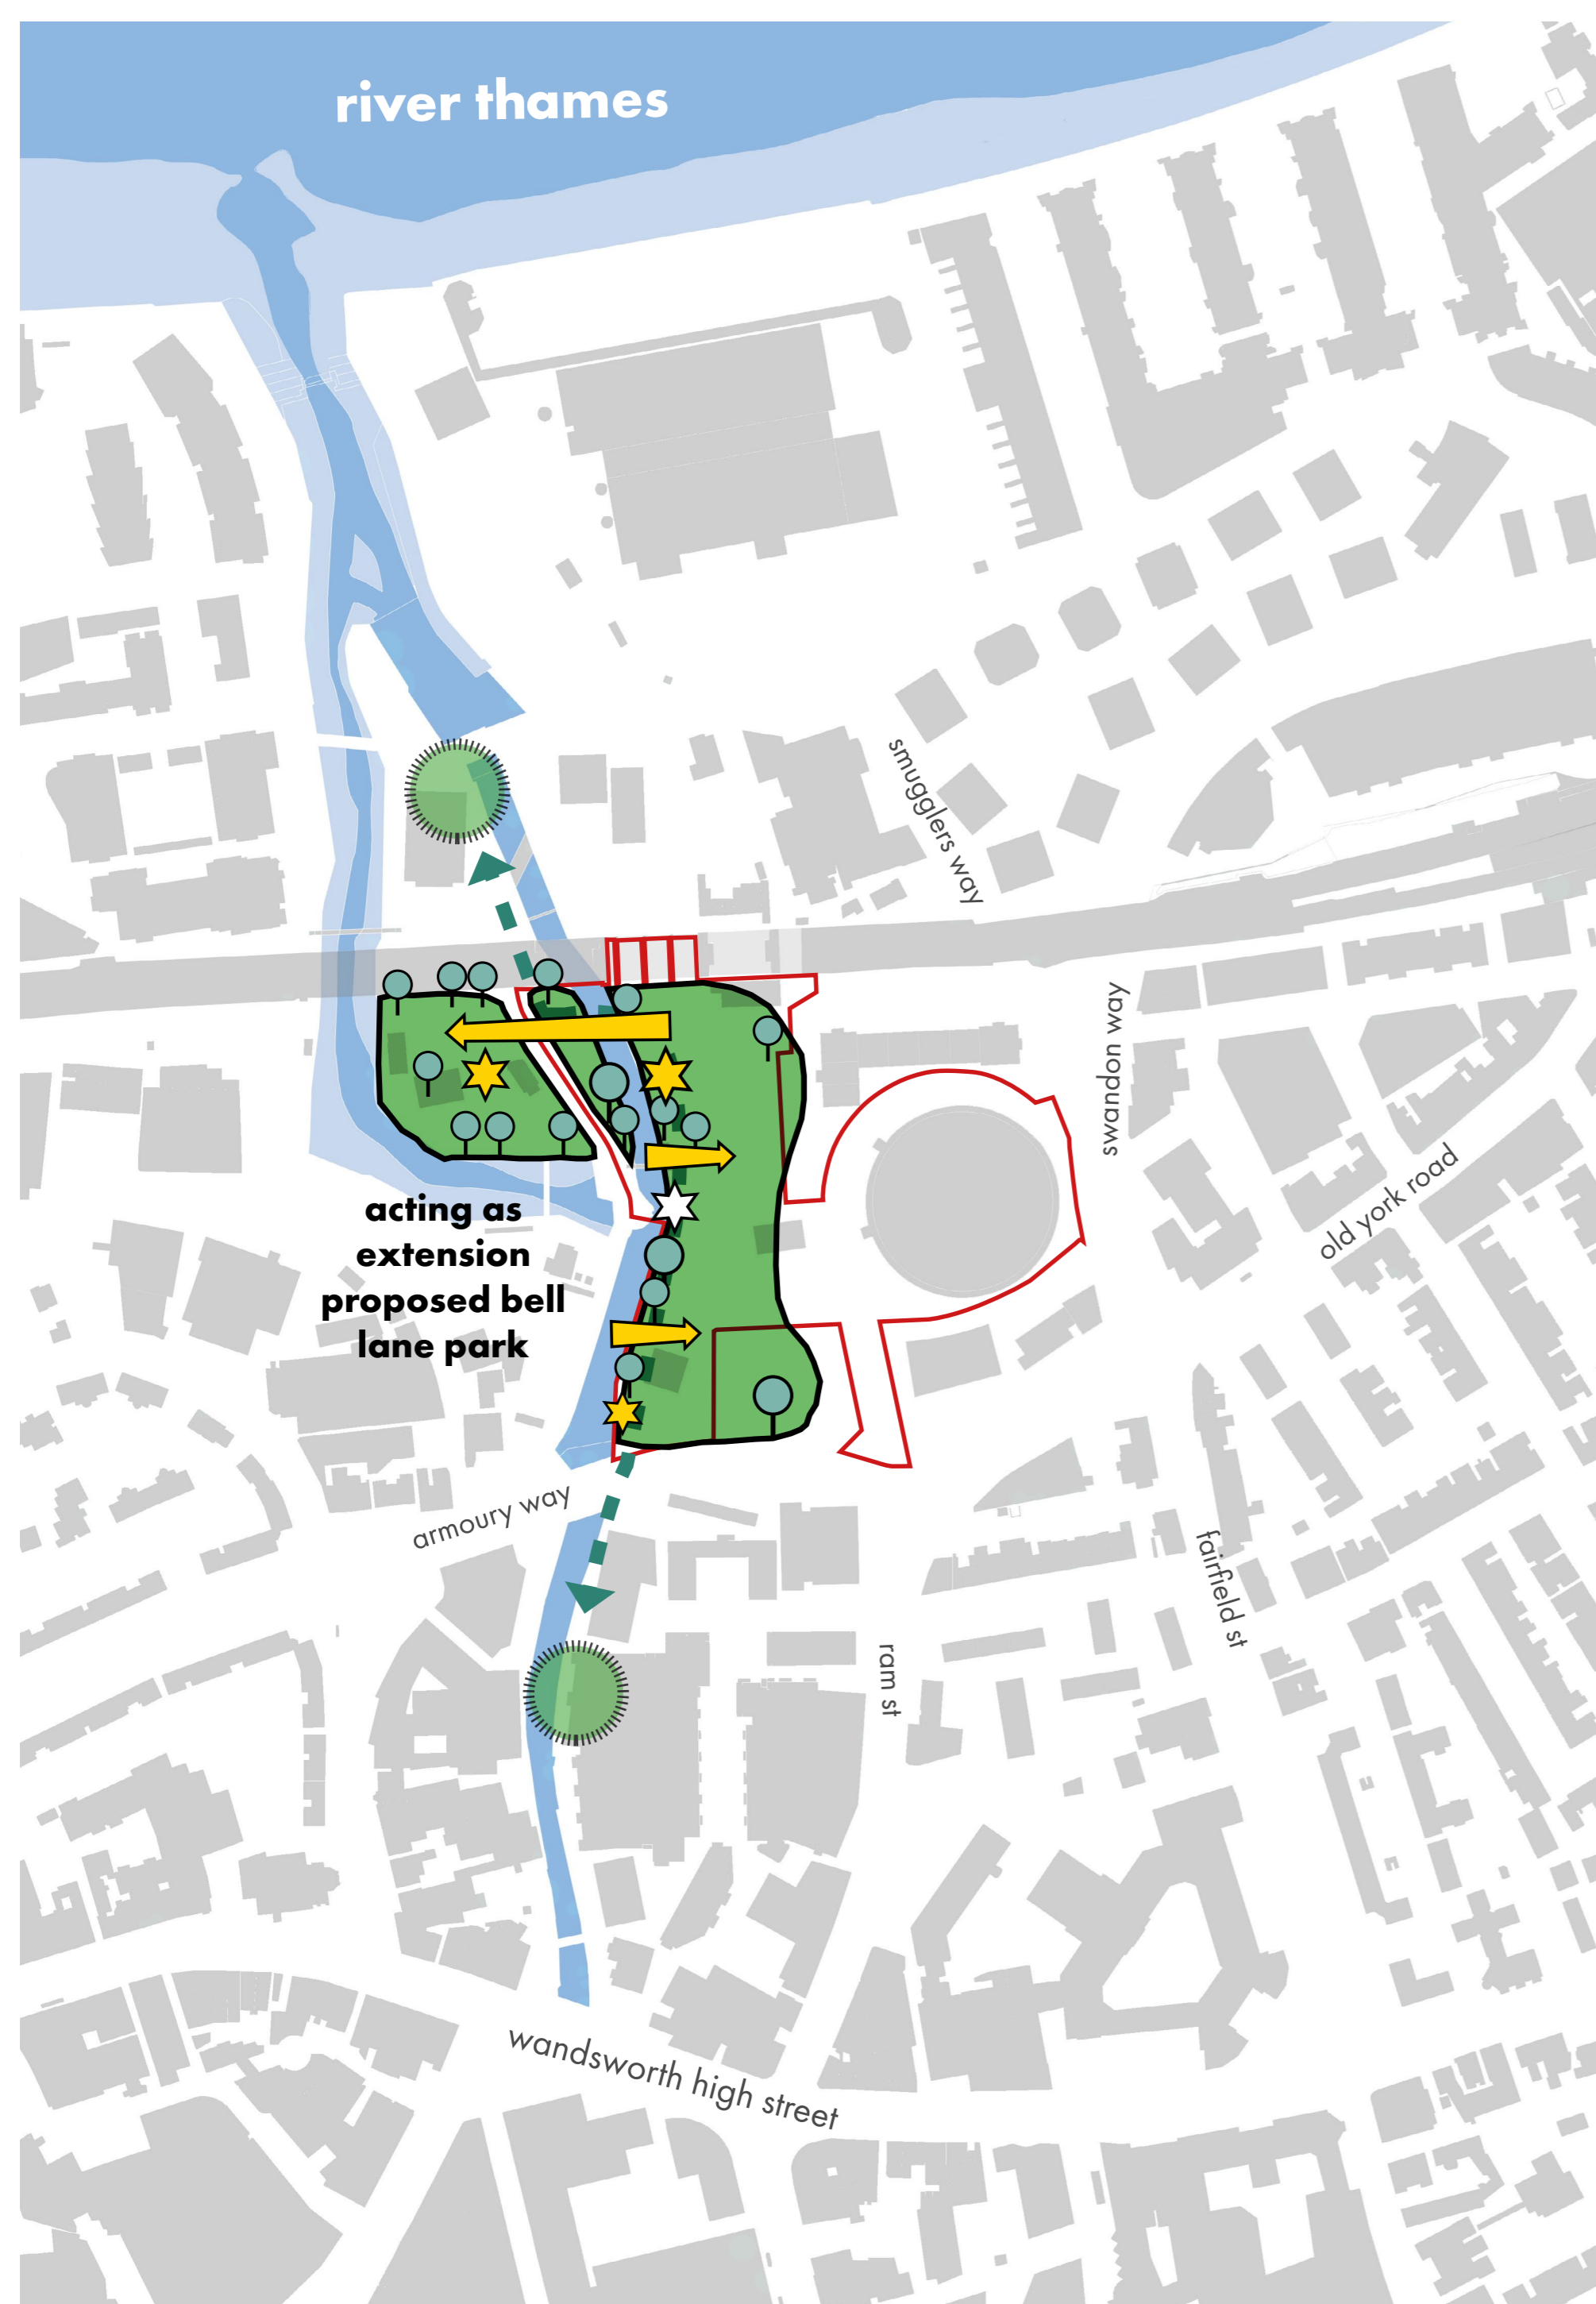 river thames
smugglers way
swandon way
old york road
acting as
extension
proposed bell
lane park
armoury way
fairfield st
ram st
wandsworth high street